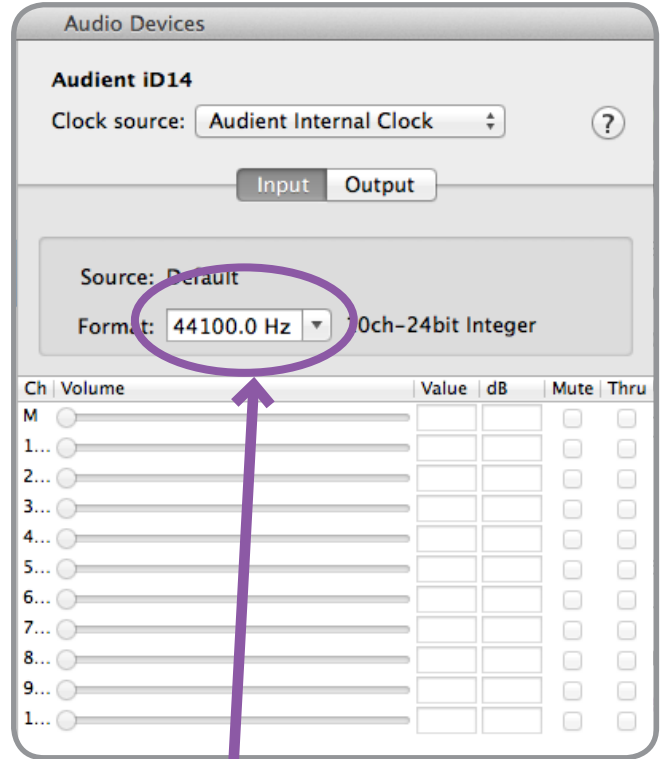 Audio Devices
Audient iD14
Clock source: Audient Internal Clock ?
Input Output
Source: Default
Format: 44100.0 Hz 10ch-24bit Integer
Ch Volume Value dB Mute Thru
M
1...
2...
3...
4...
5...
6...
7...
8...
9...
1...